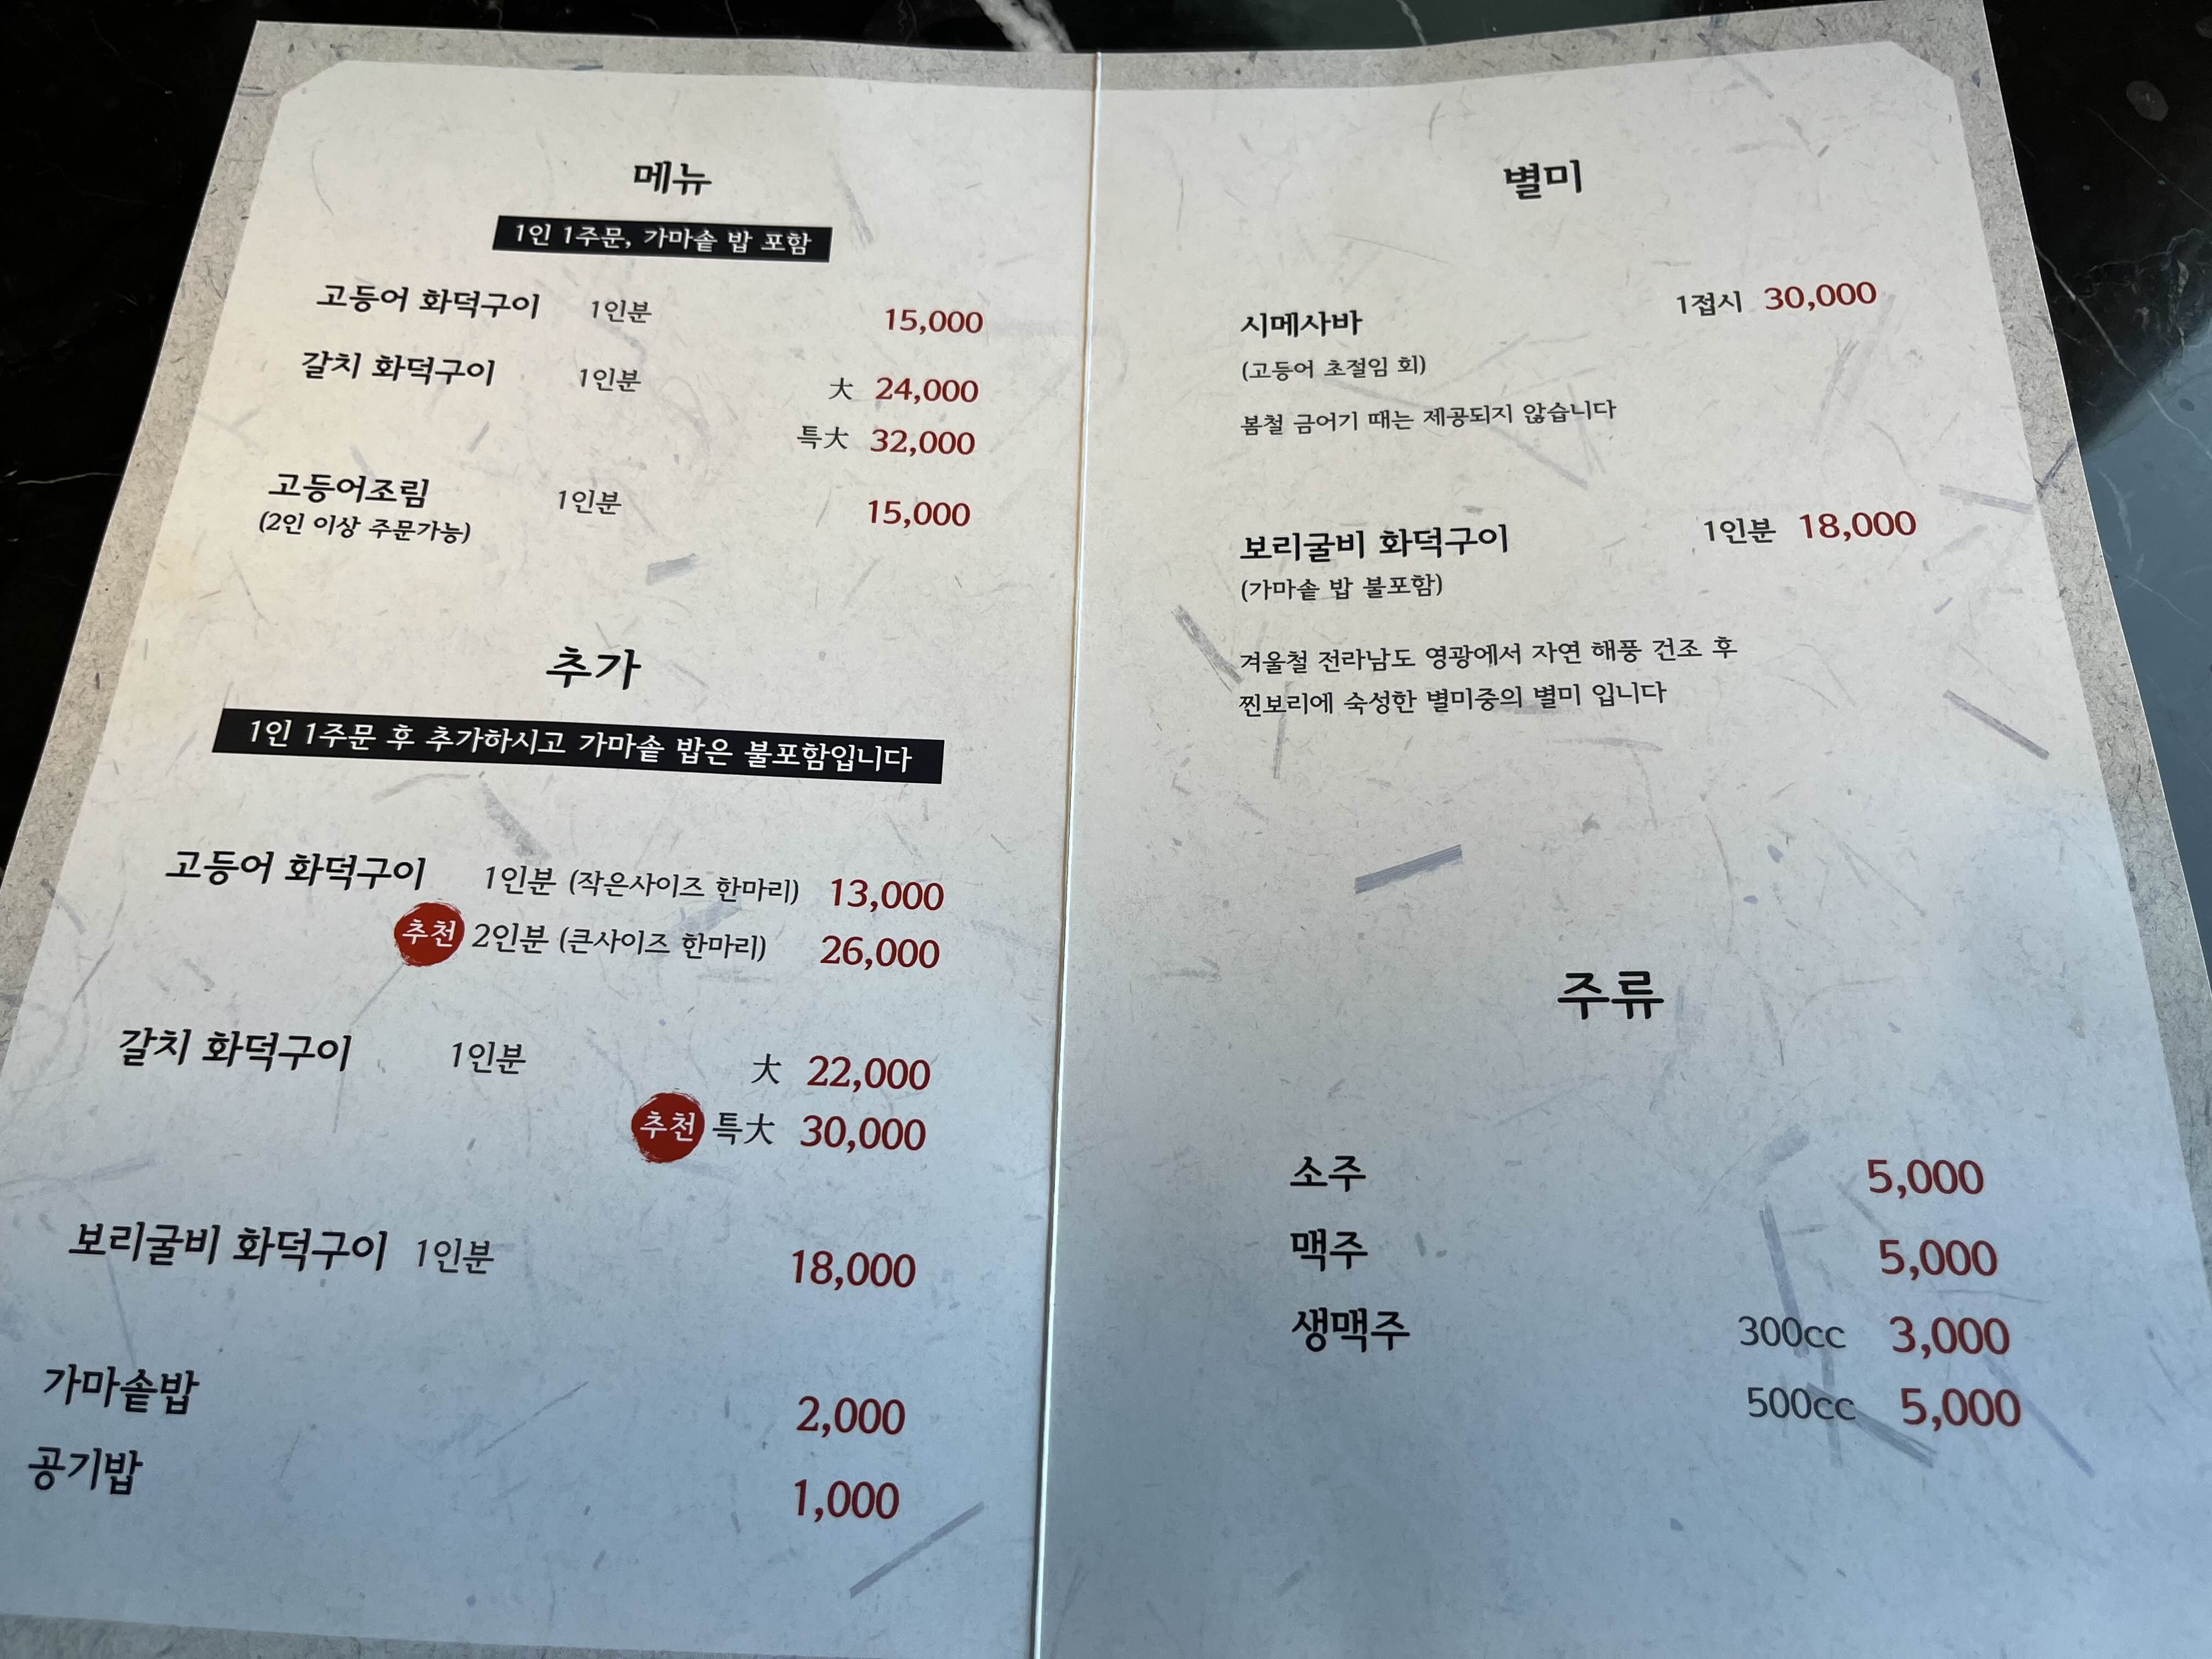 메뉴
1인 1주문, 가마솥 밥 포함
고등어 화덕구이 1인분 15,000
갈치 화덕구이 1인분 大 24,000
특大 32,000
고등어조림 1인분 15,000
(2인 이상 주문가능)
추가
1인 1주문 후 추가하시고 가마솥 밥은 불포함입니다
고등어 화덕구이 1인분 (작은사이즈 한마리) 13,000
추천 2인분 (큰사이즈 한마리) 26,000
갈치 화덕구이 1인분 大 22,000
추천 특大 30,000
보리굴비 화덕구이 1인분 18,000
가마솥밥 2,000
공기밥 1,000
별미
시메사바 1접시 30,000
(고등어 초절임 회)
봄철 금어기 때는 제공되지 않습니다
보리굴비 화덕구이 1인분 18,000
(가마솥 밥 불포함)
겨울철 전라남도 영광에서 자연 해풍 건조 후
찐보리에 숙성한 별미중의 별미 입니다
주류
소주 5,000
맥주 5,000
생맥주 300cc 3,000
500cc 5,000